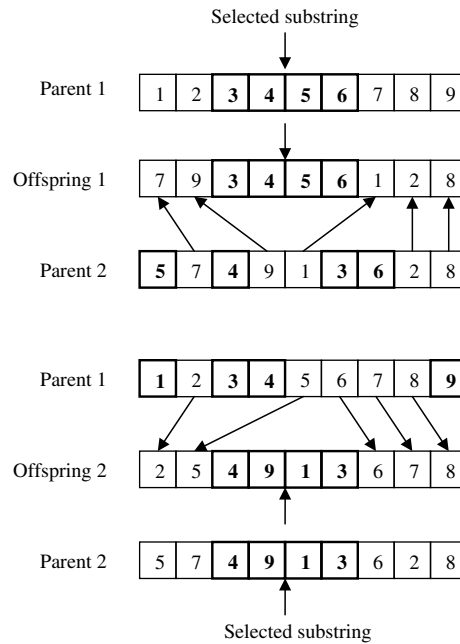 Selected substring
Parent 1 1 2 3 4 5 6 7 8 9
Offspring 1 7 9 3 4 5 6 1 2 8
Parent 2 5 7 4 9 1 3 6 2 8
Parent 1 1 2 3 4 5 6 7 8 9
Offspring 2 2 5 4 9 1 3 6 7 8
Parent 2 5 7 4 9 1 3 6 2 8
Selected substring